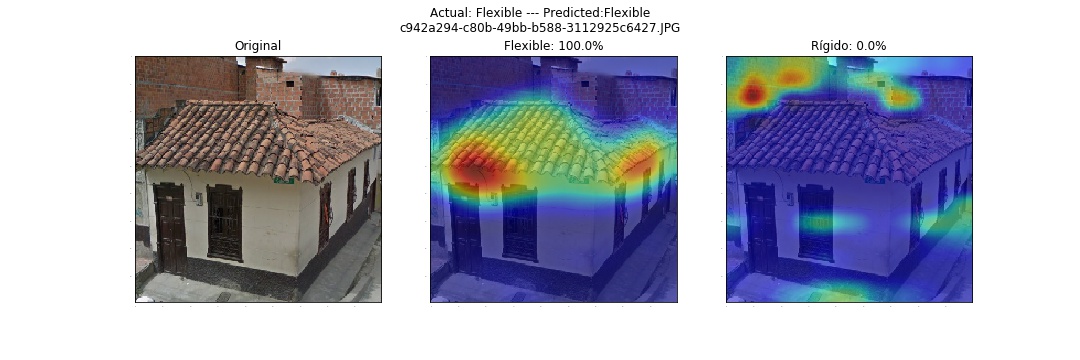 Actual: Flexible --- Predicted:Flexible
c942a294-c80b-49bb-b588-3112925c6427.JPG
Original
Flexible: 100.0%
Rígido: 0.0%